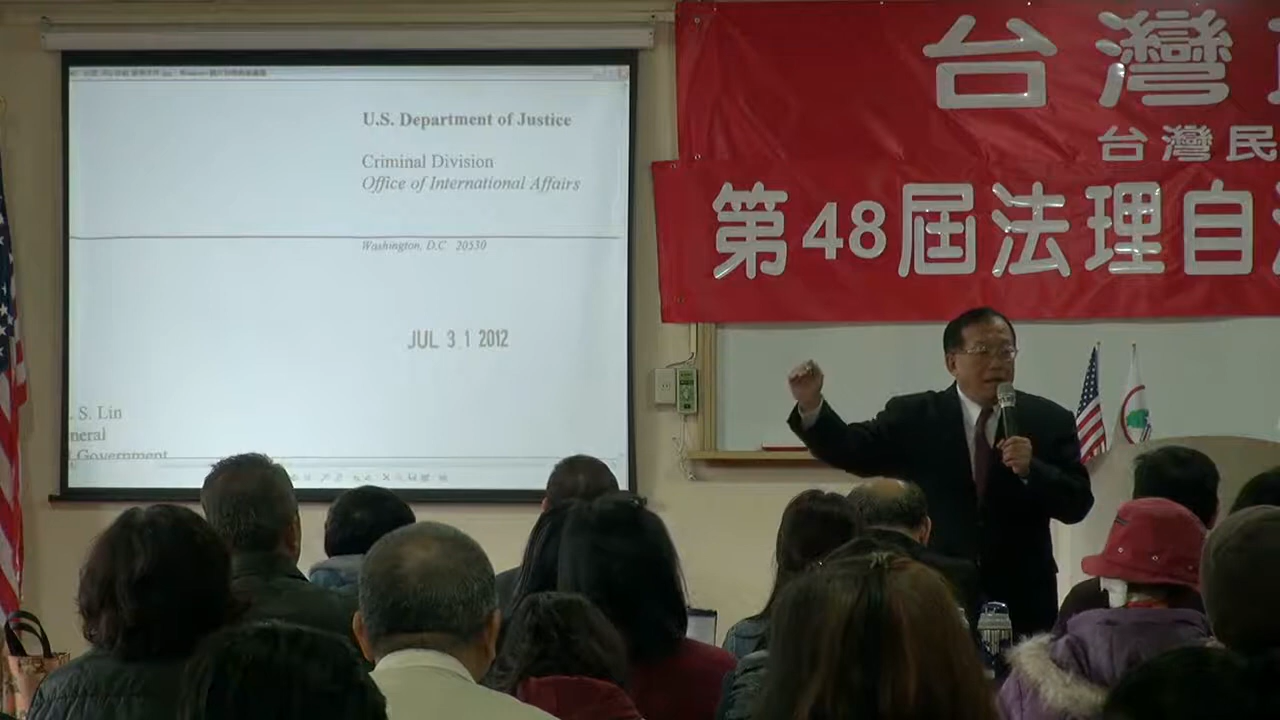 U.S. Department of Justice
Criminal Division
Office of International Affairs
Washington, D.C. 20530
JUL 3 1 2012
. S. Lin
neral
Government
台灣
台灣民
第48屆法理自